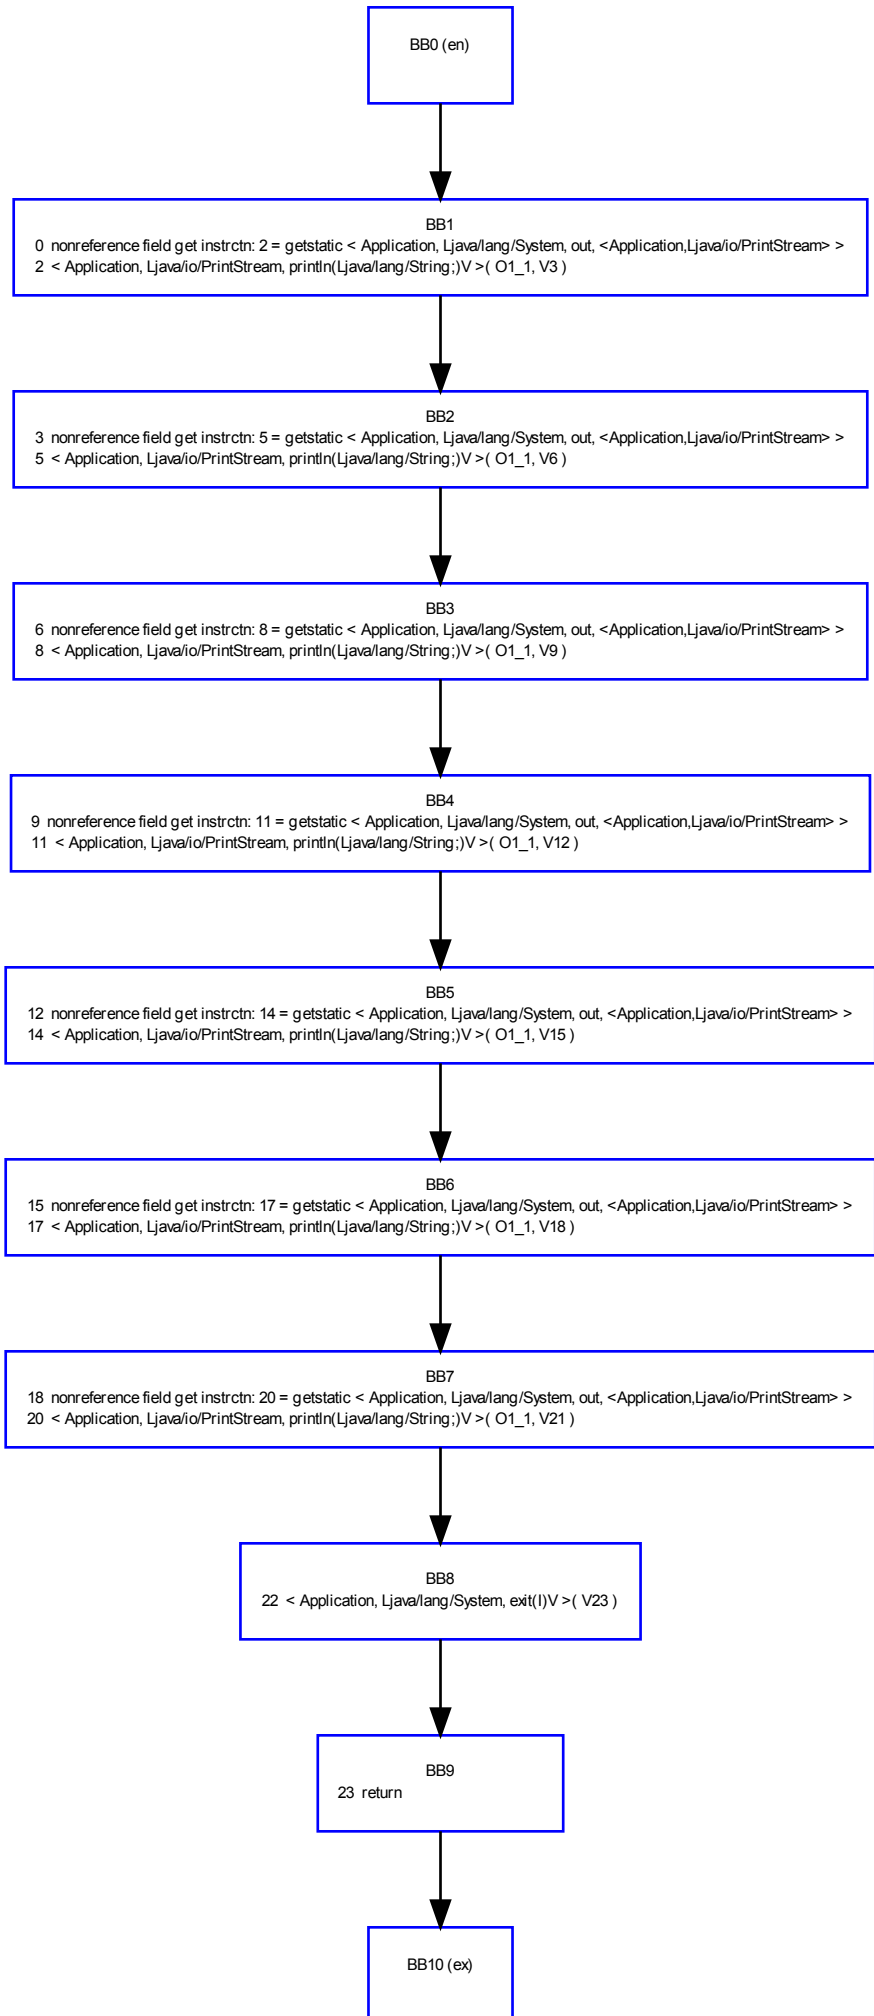 BB0 (en)
BB1
0 nonreference field get instrctn: 2 = getstatic < Application, Ljava/lang/System, out, <Application,Ljava/io/PrintStream> >
2 < Application, Ljava/io/PrintStream, println(Ljava/lang/String;)V >( O1_1, V3 )
BB2
3 nonreference field get instrctn: 5 = getstatic < Application, Ljava/lang/System, out, <Application,Ljava/io/PrintStream> >
5 < Application, Ljava/io/PrintStream, println(Ljava/lang/String;)V >( O1_1, V6 )
BB3
6 nonreference field get instrctn: 8 = getstatic < Application, Ljava/lang/System, out, <Application,Ljava/io/PrintStream> >
8 < Application, Ljava/io/PrintStream, println(Ljava/lang/String;)V >( O1_1, V9 )
BB4
9 nonreference field get instrctn: 11 = getstatic < Application, Ljava/lang/System, out, <Application,Ljava/io/PrintStream> >
11 < Application, Ljava/io/PrintStream, println(Ljava/lang/String;)V >( O1_1, V12 )
BB5
12 nonreference field get instrctn: 14 = getstatic < Application, Ljava/lang/System, out, <Application,Ljava/io/PrintStream> >
14 < Application, Ljava/io/PrintStream, println(Ljava/lang/String;)V >( O1_1, V15 )
BB6
15 nonreference field get instrctn: 17 = getstatic < Application, Ljava/lang/System, out, <Application,Ljava/io/PrintStream> >
17 < Application, Ljava/io/PrintStream, println(Ljava/lang/String;)V >( O1_1, V18 )
BB7
18 nonreference field get instrctn: 20 = getstatic < Application, Ljava/lang/System, out, <Application,Ljava/io/PrintStream> >
20 < Application, Ljava/io/PrintStream, println(Ljava/lang/String;)V >( O1_1, V21 )
BB8
22 < Application, Ljava/lang/System, exit(I)V >( V23 )
BB9
23 return
BB10 (ex)